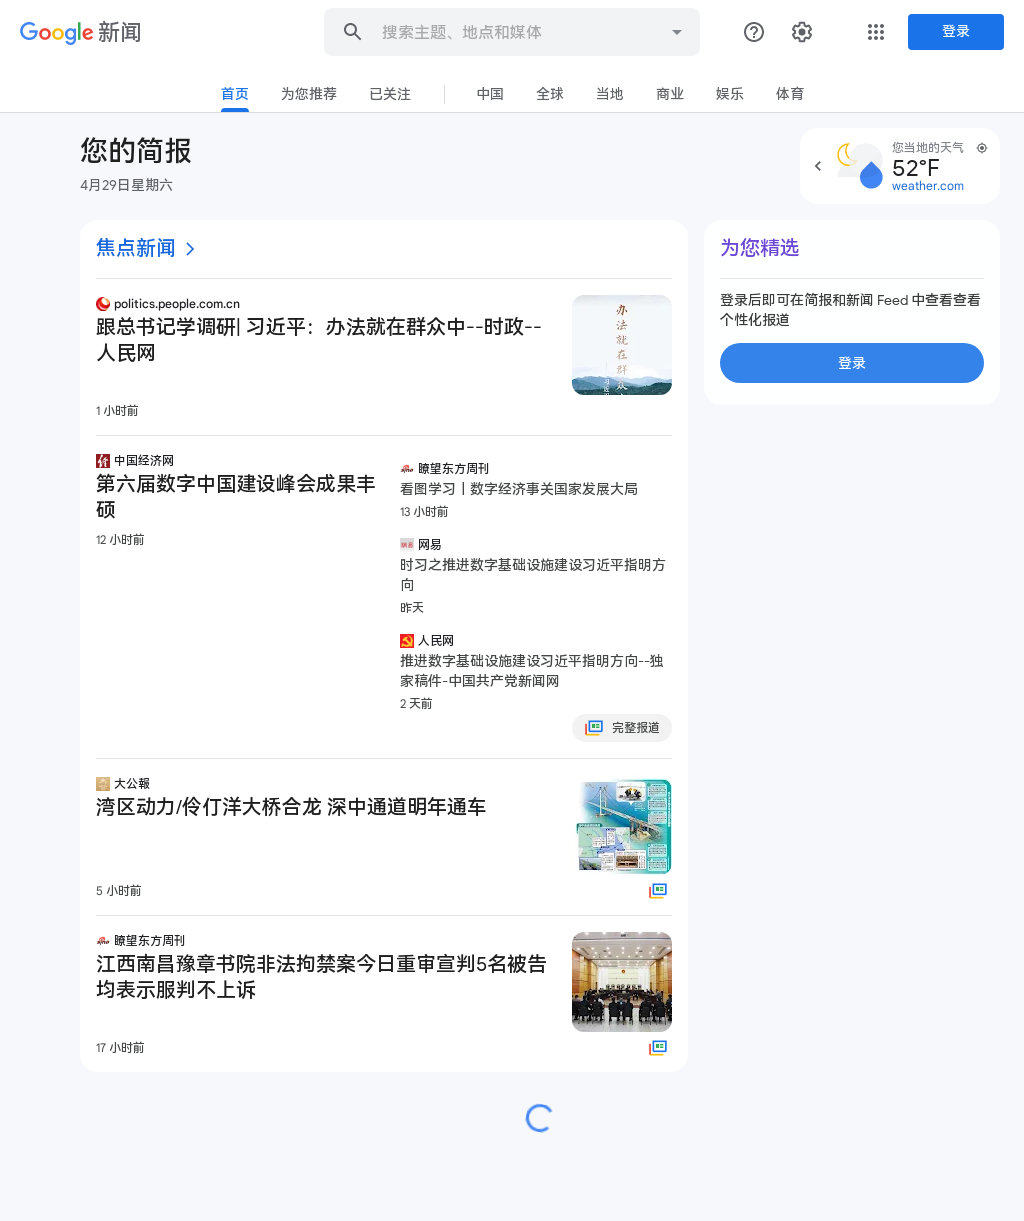 Google 新闻
搜索主题、地点和媒体
登录
首页
为您推荐
已关注
中国
全球
当地
商业
娱乐
体育
您的简报
4月29日星期六
您当地的天气
52°F
weather.com
焦点新闻
politics.people.com.cn
跟总书记学调研| 习近平：办法就在群众中--时政--
人民网
办法就在群众
1 小时前
中国经济网
第六届数字中国建设峰会成果丰
硕
12 小时前
瞭望东方周刊
看图学习丨数字经济事关国家发展大局
13 小时前
网易
时习之推进数字基础设施建设习近平指明方
向
昨天
人民网
推进数字基础设施建设习近平指明方向--独
家稿件-中国共产党新闻网
2 天前
完整报道
大公報
湾区动力/伶仃洋大桥合龙 深中通道明年通车
5 小时前
瞭望东方周刊
江西南昌豫章书院非法拘禁案今日重审宣判5名被告
均表示服判不上诉
17 小时前
为您精选
登录后即可在简报和新闻 Feed 中查看查看
个性化报道
登录